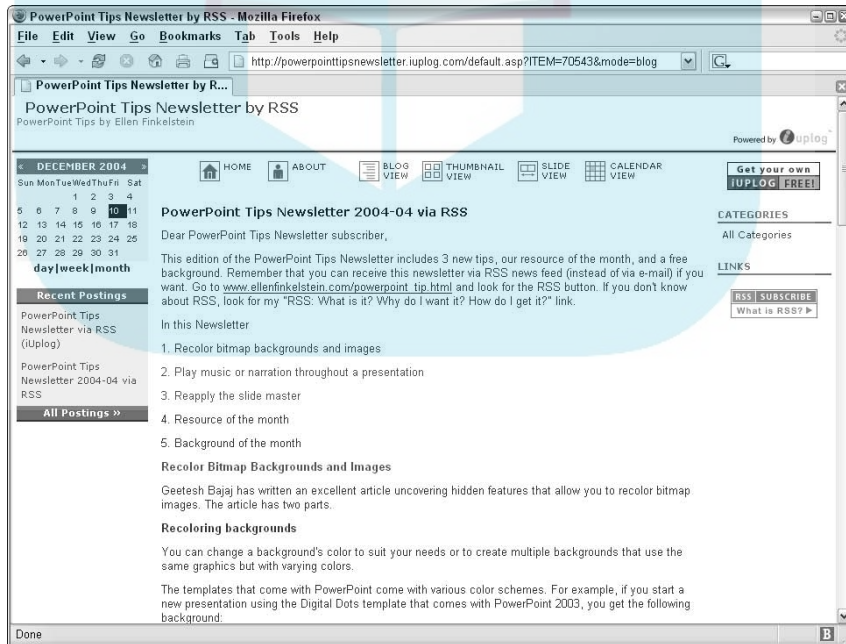 PowerPoint Tips Newsletter by RSS - Mozilla Firefox
File Edit View Go Bookmarks Tab Tools Help
http://powerpointtipsnewsletter.iuplog.com/default.asp?ITEM=70543&mode=blog
G
PowerPoint Tips Newsletter by R...
PowerPoint Tips Newsletter by RSS
PowerPoint Tips by Ellen Finkelstein
Powered by iuplog
« DECEMBER 2004 »
Sun Mon Tue Wed Thu Fri Sat
1 2 3 4
5 6 7 8 9 10 11
12 13 14 15 16 17 18
19 20 21 22 23 24 25
26 27 28 29 30 31
day|week|month
Recent Postings
PowerPoint Tips
Newsletter via RSS
(iUplog)
PowerPoint Tips
Newsletter 2004-04 via
RSS
All Postings »
HOME
ABOUT
BLOG VIEW
THUMBNAIL VIEW
SLIDE VIEW
CALENDAR VIEW
PowerPoint Tips Newsletter 2004-04 via RSS
Dear PowerPoint Tips Newsletter subscriber,
This edition of the PowerPoint Tips Newsletter includes 3 new tips, our resource of the month, and a free
background. Remember that you can receive this newsletter via RSS news feed (instead of via e-mail) if you
want. Go to www.ellenfinkelstein.com/powerpoint_tip.html and look for the RSS button. If you don't know
about RSS, look for my "RSS: What is it? Why do I want it? How do I get it?" link.
In this Newsletter
1. Recolor bitmap backgrounds and images
2. Play music or narration throughout a presentation
3. Reapply the slide master
4. Resource of the month
5. Background of the month
Recolor Bitmap Backgrounds and Images
Geetesh Bajaj has written an excellent article uncovering hidden features that allow you to recolor bitmap
images. The article has two parts.
Recoloring backgrounds
You can change a background's color to suit your needs or to create multiple backgrounds that use the
same graphics but with varying colors.
The templates that come with PowerPoint come with various color schemes. For example, if you start a
new presentation using the Digital Dots template that comes with PowerPoint 2003, you get the following
background:
Get your own
iUPLOG FREE!
CATEGORIES
All Categories
LINKS
RSS SUBSCRIBE
What is RSS?
Done
B